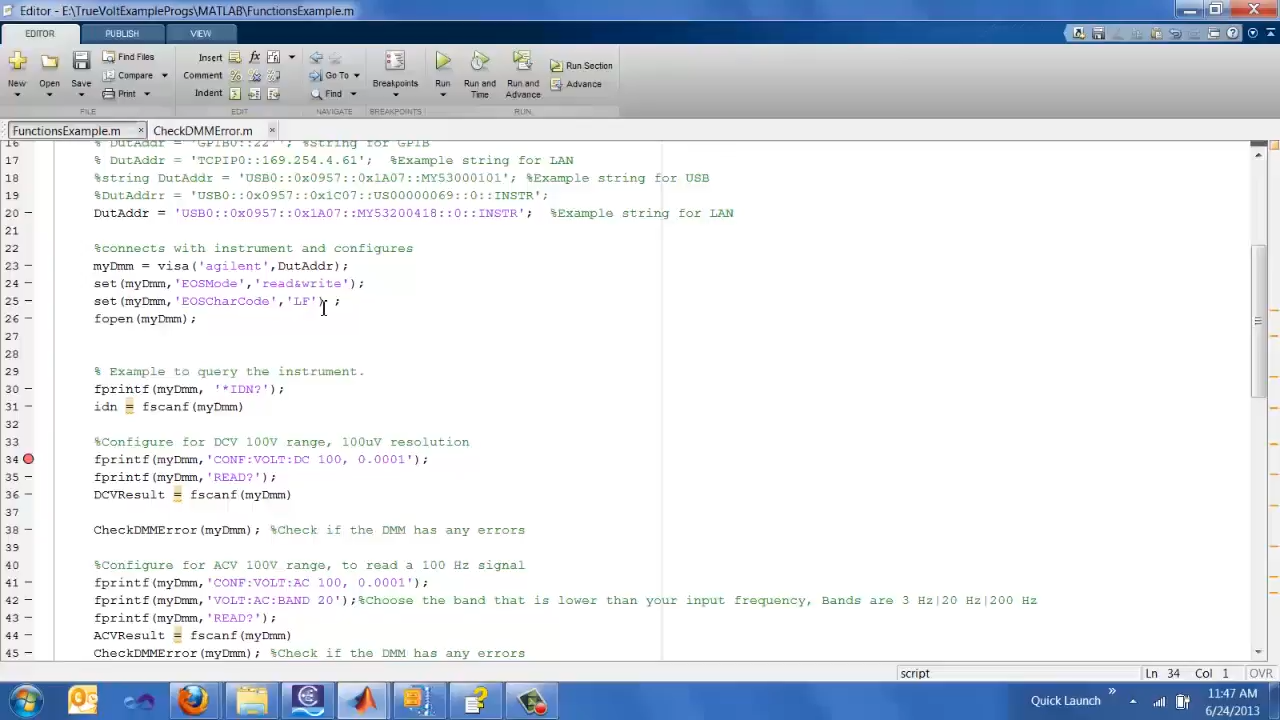 Editor - E:\TrueVoltExampleProgs\MATLAB\FunctionsExample.m
EDITOR PUBLISH VIEW
New Open Save Find Files Compare Print
Insert Comment Indent
Go To Find
Breakpoints
Run Run and Time Run and Advance Run Section Advance
FILE EDIT NAVIGATE BREAKPOINTS RUN
FunctionsExample.m × CheckDMMError.m ×
16 % DutAddr = 'GPIB0::22''; %String for GPIB
17 % DutAddr = 'TCPIP0::169.254.4.61'; %Example string for LAN
18 %string DutAddr = 'USB0::0x0957::0x1A07::MY53000101'; %Example string for USB
19 %DutAddrr = 'USB0::0x0957::0x1C07::US00000069::0::INSTR';
20 – DutAddr = 'USB0::0x0957::0x1A07::MY53200418::0::INSTR'; %Example string for LAN
21
22 %connects with instrument and configures
23 – myDmm = visa('agilent',DutAddr);
24 – set(myDmm,'EOSMode','read&write');
25 – set(myDmm,'EOSCharCode','LF') ;
26 – fopen(myDmm);
27
28
29 % Example to query the instrument.
30 – fprintf(myDmm, '*IDN?');
31 – idn = fscanf(myDmm)
32
33 %Configure for DCV 100V range, 100uV resolution
34 – fprintf(myDmm,'CONF:VOLT:DC 100, 0.0001');
35 – fprintf(myDmm,'READ?');
36 – DCVResult = fscanf(myDmm)
37
38 – CheckDMMError(myDmm); %Check if the DMM has any errors
39
40 %Configure for ACV 100V range, to read a 100 Hz signal
41 – fprintf(myDmm,'CONF:VOLT:AC 100, 0.0001');
42 – fprintf(myDmm,'VOLT:AC:BAND 20');%Choose the band that is lower than your input frequency, Bands are 3 Hz|20 Hz|200 Hz
43 – fprintf(myDmm,'READ?');
44 – ACVResult = fscanf(myDmm)
45 – CheckDMMError(myDmm); %Check if the DMM has any errors
script Ln 34 Col 1 OVR
Quick Launch » 11:47 AM
6/24/2013